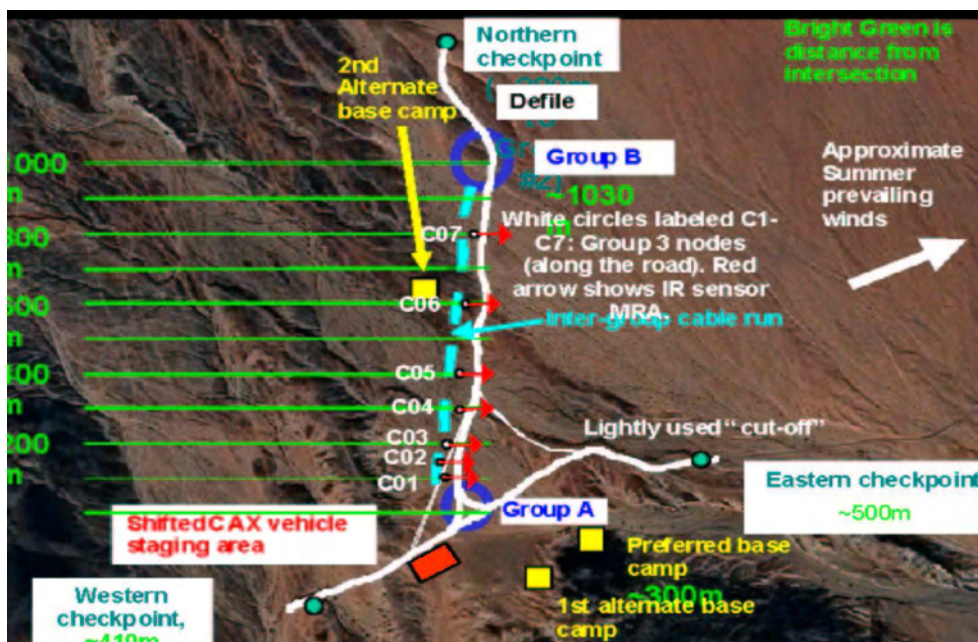 Northern
checkpoint
Defile
Group B
~1030
m
Bright Green is
distance from
intersection
2nd
Alternate
base camp
Approximate
Summer
prevailing
winds
White circles labeled C1-
C7: Group 3 nodes
(along the road). Red
arrow shows IR sensor
MRA.
Inter-group cable run
1000
m
800
m
600
m
400
m
200
m
C07
C06
C05
C04
C03
C02
C01
Lightly used "cut-off"
Eastern checkpoint
~500m
Group A
Shifted CAX vehicle
staging area
Preferred base
camp
~300m
1st alternate base
camp
Western
checkpoint,
~410m